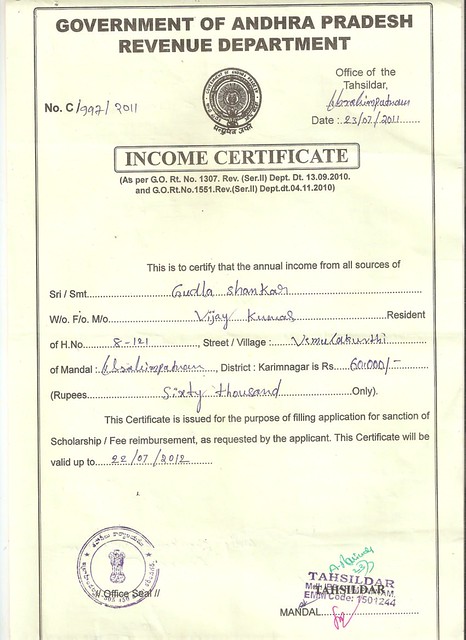 GOVERNMENT OF ANDHRA PRADESH
REVENUE DEPARTMENT
Office of the
Tahsildar,
Ibrahimpatnam
No. C/997/2011
Date : 23/07/2011
INCOME CERTIFICATE
(As per G.O. Rt. No. 1307. Rev. (Ser.II) Dept. Dt. 13.09.2010.
and G.O.Rt.No.1551.Rev.(Ser.II) Dept.dt.04.11.2010)
This is to certify that the annual income from all sources of
Sri / Smt. Gudla Shankar
W/o. F/o. M/o Vijay Kumar Resident
of H.No. 8-121, Street / Village : Vemulakurthi
of Mandal : Ibrahimpatnam, District : Karimnagar is Rs. 60000/-
(Rupees Sixty thousand Only).
This Certificate is issued for the purpose of filling application for sanction of
Scholarship / Fee reimbursement, as requested by the applicant. This Certificate will be
valid up to 22/07/2012
// Office Seal //
TAHSILDAR
TAHSILDAR
EMM Code: 1501244
MANDAL